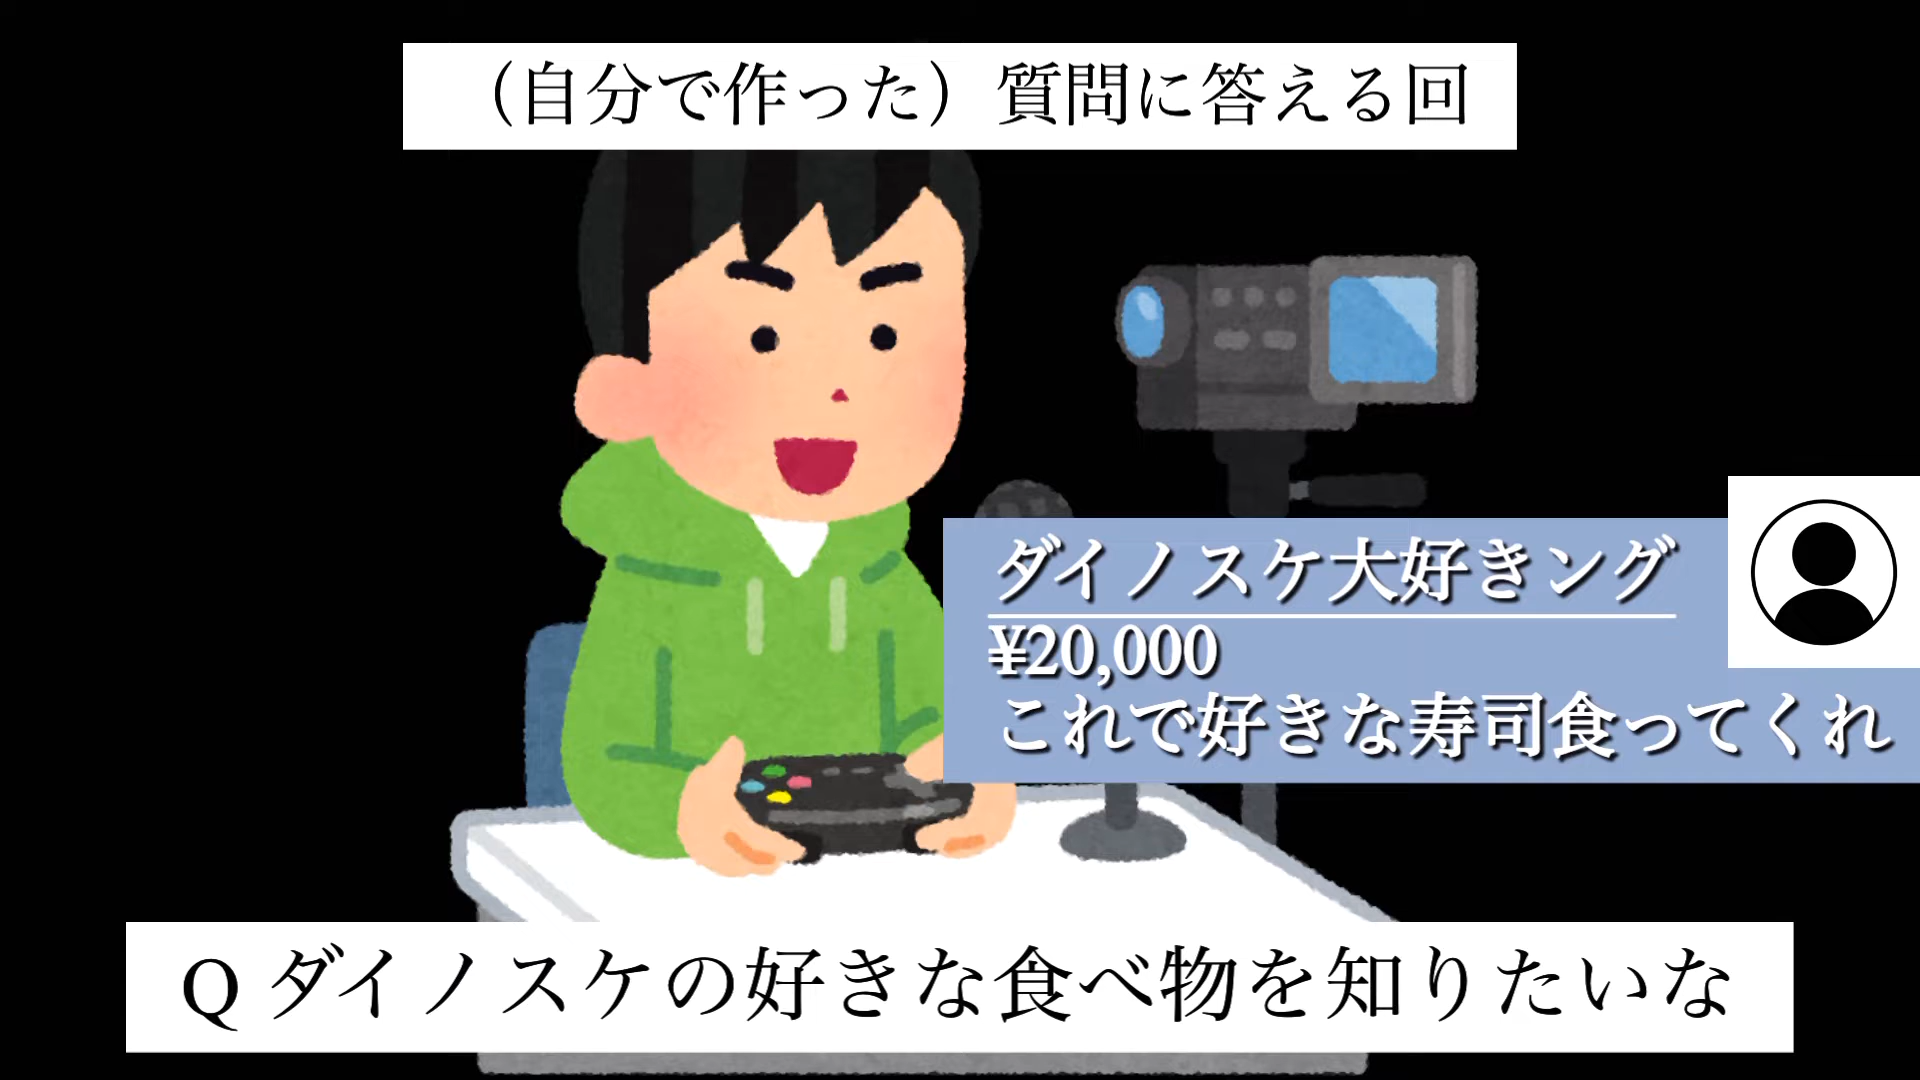 （自分で作った）質問に答える回
ダイノスケ大好きング
¥20,000
これで好きな寿司食ってくれ
Q ダイノスケの好きな食べ物を知りたいな